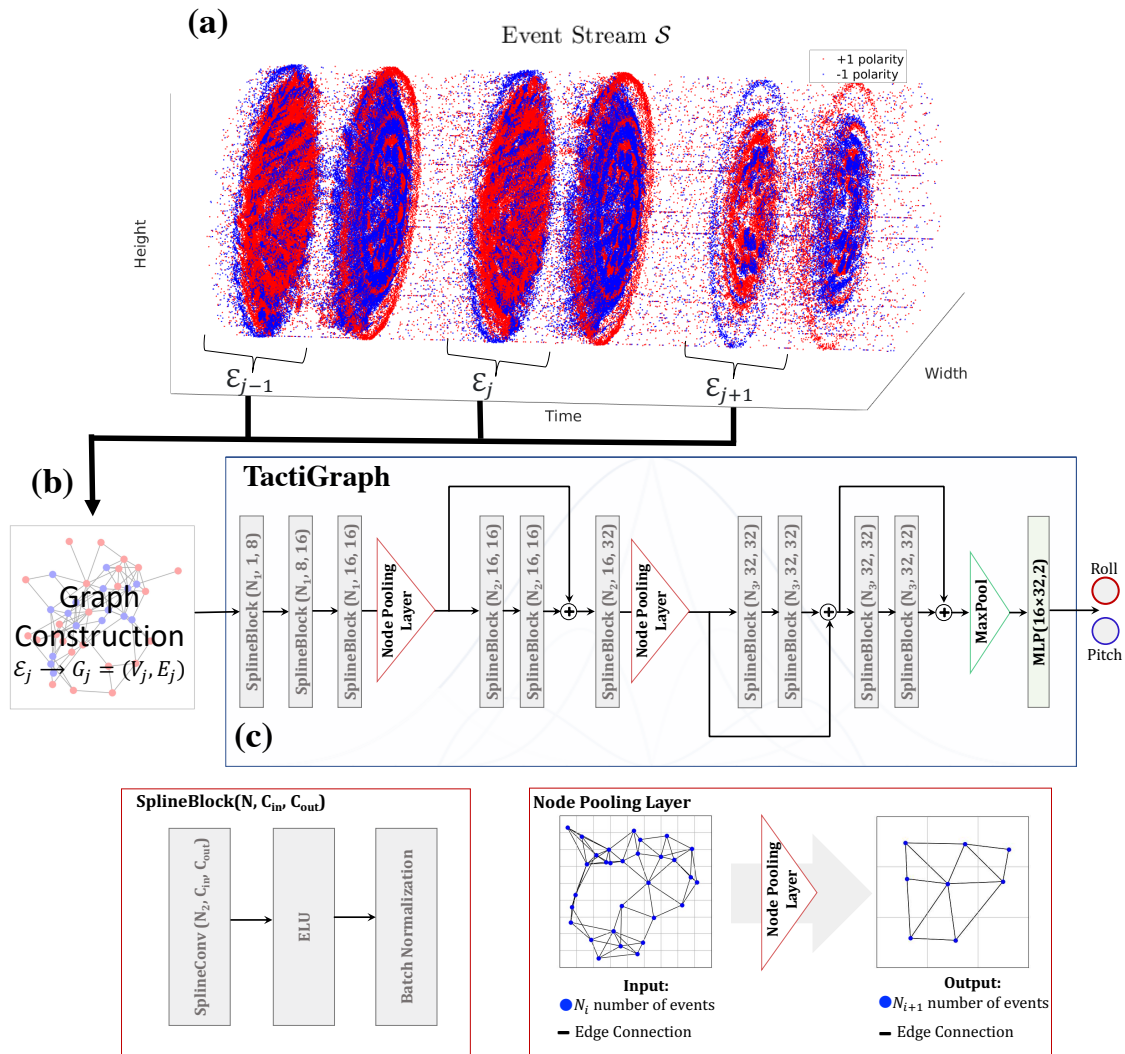 (a)
Event Stream 𝒮
+1 polarity
-1 polarity
Height
Width
Time
ℰj−1
ℰj
ℰj+1
(b)
TactiGraph
Graph
Construction
ℰj → Gj = (Vj, Ej)
SplineBlock (N1, 1, 8)
SplineBlock (N1, 8, 16)
SplineBlock (N1, 16, 16)
Node Pooling
Layer
SplineBlock (N2, 16, 16)
SplineBlock (N2, 16, 16)
SplineBlock (N2, 16, 32)
Node Pooling
Layer
SplineBlock (N3, 32, 32)
SplineBlock (N3, 32, 32)
SplineBlock (N3, 32, 32)
SplineBlock (N3, 32, 32)
MaxPool
MLP(16×32,2)
Roll
Pitch
(c)
SplineBlock(N, Cin, Cout)
SplineConv (N2, Cin, Cout)
ELU
Batch Normalization
Node Pooling Layer
Node Pooling
Layer
Input:
Ni number of events
Edge Connection
Output:
Ni+1 number of events
Edge Connection